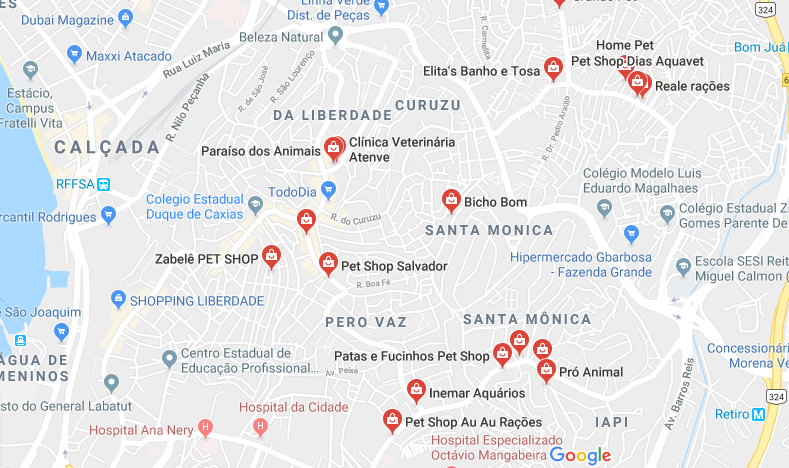 Linha Verde
Dist. de Peças
Dubai Magazine
324
Beleza Natural
R. Carmelita
Home Pet
Bom Juá
Pet Shop Dias Aquavet
Maxxi Atacado
Rua Luiz Maria
Elita's Banho e Tosa
Reale rações
Estácio,
Campus
Fratelli Vita
R. de São José
R. São Lourenço
R. Nilo Peçanha
CURUZU
DA LIBERDADE
R. Dr. Pedro Araújo
CALÇADA
Paraíso dos Animais
Clínica Veterinária
Atenve
Colégio Modelo Luis
Eduardo Magalhaes
RFFSA
TodoDia
Colegio Estadual
Duque de Caxias
Bicho Bom
Colégio Estadual Zi
Gomes Parente De
ercantil Rodrigues
R. do Curuzu
SANTA MONICA
Zabelê PET SHOP
Pet Shop Salvador
Hipermercado Gbarbosa
- Fazenda Grande
Escola SESI Reit
Miguel Calmon (
R. Boa Fé
SHOPPING LIBERDADE
e São Joaquim
PERO VAZ
SANTA MÔNICA
ÁGUA DE
MENINOS
Centro Estadual de
Educação Profissional...
Patas e Fucinhos Pet Shop
Av. Peixe
Pró Animal
Concessionári
Morena Ve
Av. Barros Reis
Inemar Aquários
324
sto do General Labatut
Hospital da Cidade
Pet Shop Au Au Rações
IAPI
Retiro
Hospital Ana Nery
Hospital Especializado
Octávio Mangabeira
Google